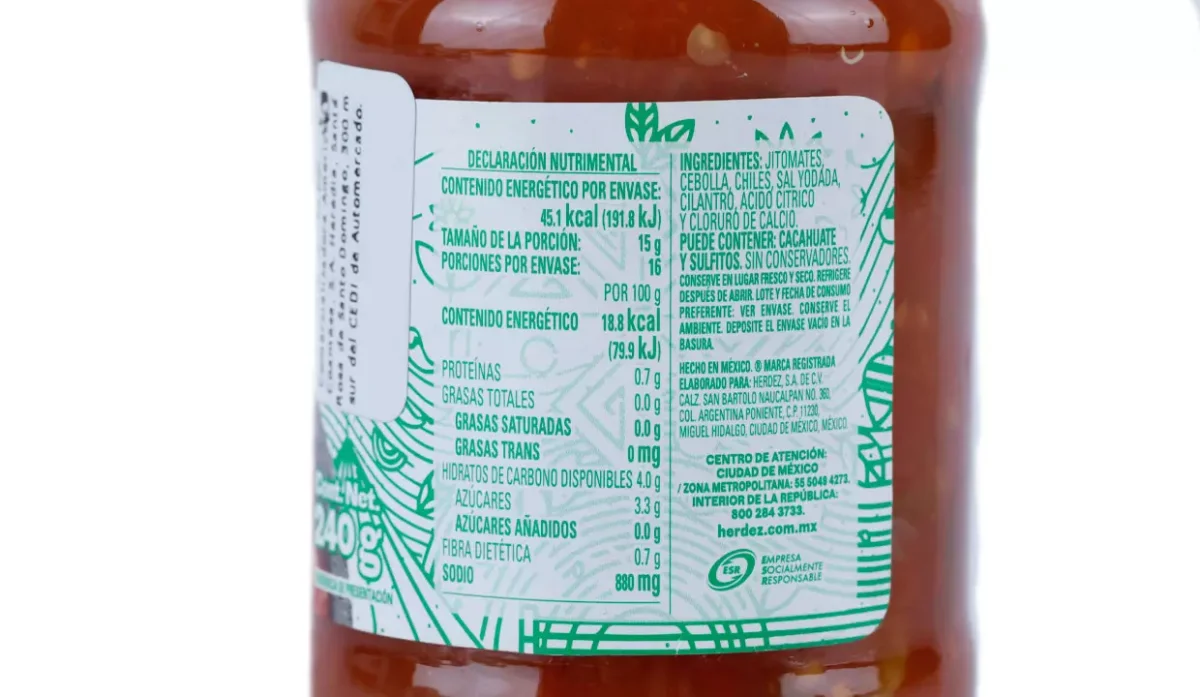 Rosa de Santo Domingo, 300 m
sur del CEDI de Automercado.
Cont. Net.
240 g
DECLARACIÓN NUTRIMENTAL
CONTENIDO ENERGÉTICO POR ENVASE:
45.1 kcal (191.8 kJ)
TAMAÑO DE LA PORCIÓN: 15 g
PORCIONES POR ENVASE: 16
POR 100 g
CONTENIDO ENERGÉTICO 18.8 kcal
(79.9 kJ)
PROTEÍNAS 0.7 g
GRASAS TOTALES 0.0 g
GRASAS SATURADAS 0.0 g
GRASAS TRANS 0 mg
HIDRATOS DE CARBONO DISPONIBLES 4.0 g
AZÚCARES 3.3 g
AZÚCARES AÑADIDOS 0.0 g
FIBRA DIETÉTICA 0.7 g
SODIO 880 mg
INGREDIENTES: JITOMATES,
CEBOLLA, CHILES, SAL YODADA,
CILANTRO, ÁCIDO CÍTRICO
Y CLORURO DE CALCIO.
PUEDE CONTENER: CACAHUATE
Y SULFITOS. SIN CONSERVADORES.
CONSERVE EN LUGAR FRESCO Y SECO. REFRIGERE
DESPUÉS DE ABRIR. LOTE Y FECHA DE CONSUMO
PREFERENTE: VER ENVASE. CONSERVE EL
AMBIENTE. DEPOSITE EL ENVASE VACÍO EN LA
BASURA.
HECHO EN MÉXICO. ® MARCA REGISTRADA
ELABORADO PARA: HERDEZ, S.A. DE C.V.
CALZ. SAN BARTOLO NAUCALPAN NO. 360,
COL. ARGENTINA PONIENTE, C.P. 11230,
MIGUEL HIDALGO, CIUDAD DE MÉXICO, MÉXICO
CENTRO DE ATENCIÓN:
CIUDAD DE MÉXICO
/ ZONA METROPOLITANA: 55 5048 4273.
INTERIOR DE LA REPÚBLICA:
800 284 3733.
herdez.com.mx
ESR
EMPRESA
SOCIALMENTE
RESPONSABLE
DE PRESENTACIÓN